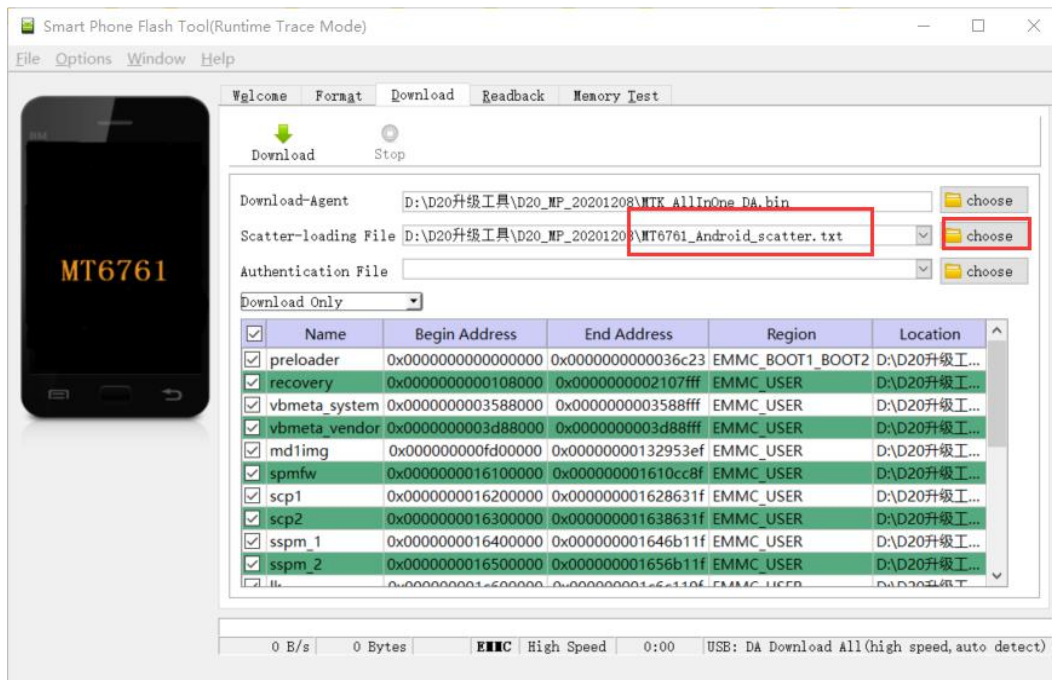 Smart Phone Flash Tool(Runtime Trace Mode)
File Options Window Help
Welcome Format Download Readback Memory Test
Download Stop
Download-Agent D:\D20升级工具\D20_MP_20201208\MTK_AllInOne_DA.bin choose
Scatter-loading File D:\D20升级工具\D20_MP_20201208\MT6761_Android_scatter.txt choose
Authentication File choose
MT6761
Download Only
Name Begin Address End Address Region Location
preloader 0x0000000000000000 0x0000000000036c23 EMMC_BOOT1_BOOT2 D:\D20升级工...
recovery 0x0000000000108000 0x0000000002107fff EMMC_USER D:\D20升级工...
vbmeta_system 0x0000000003588000 0x0000000003588fff EMMC_USER D:\D20升级工...
vbmeta_vendor 0x0000000003d88000 0x0000000003d88fff EMMC_USER D:\D20升级工...
md1img 0x000000000fd00000 0x00000000132953ef EMMC_USER D:\D20升级工...
spmfw 0x0000000016100000 0x000000001610cc8f EMMC_USER D:\D20升级工...
scp1 0x0000000016200000 0x000000001628631f EMMC_USER D:\D20升级工...
scp2 0x0000000016300000 0x000000001638631f EMMC_USER D:\D20升级工...
sspm_1 0x0000000016400000 0x000000001646b11f EMMC_USER D:\D20升级工...
sspm_2 0x0000000016500000 0x000000001656b11f EMMC_USER D:\D20升级工...
0 B/s 0 Bytes EMMC High Speed 0:00 USB: DA Download All(high speed,auto detect)